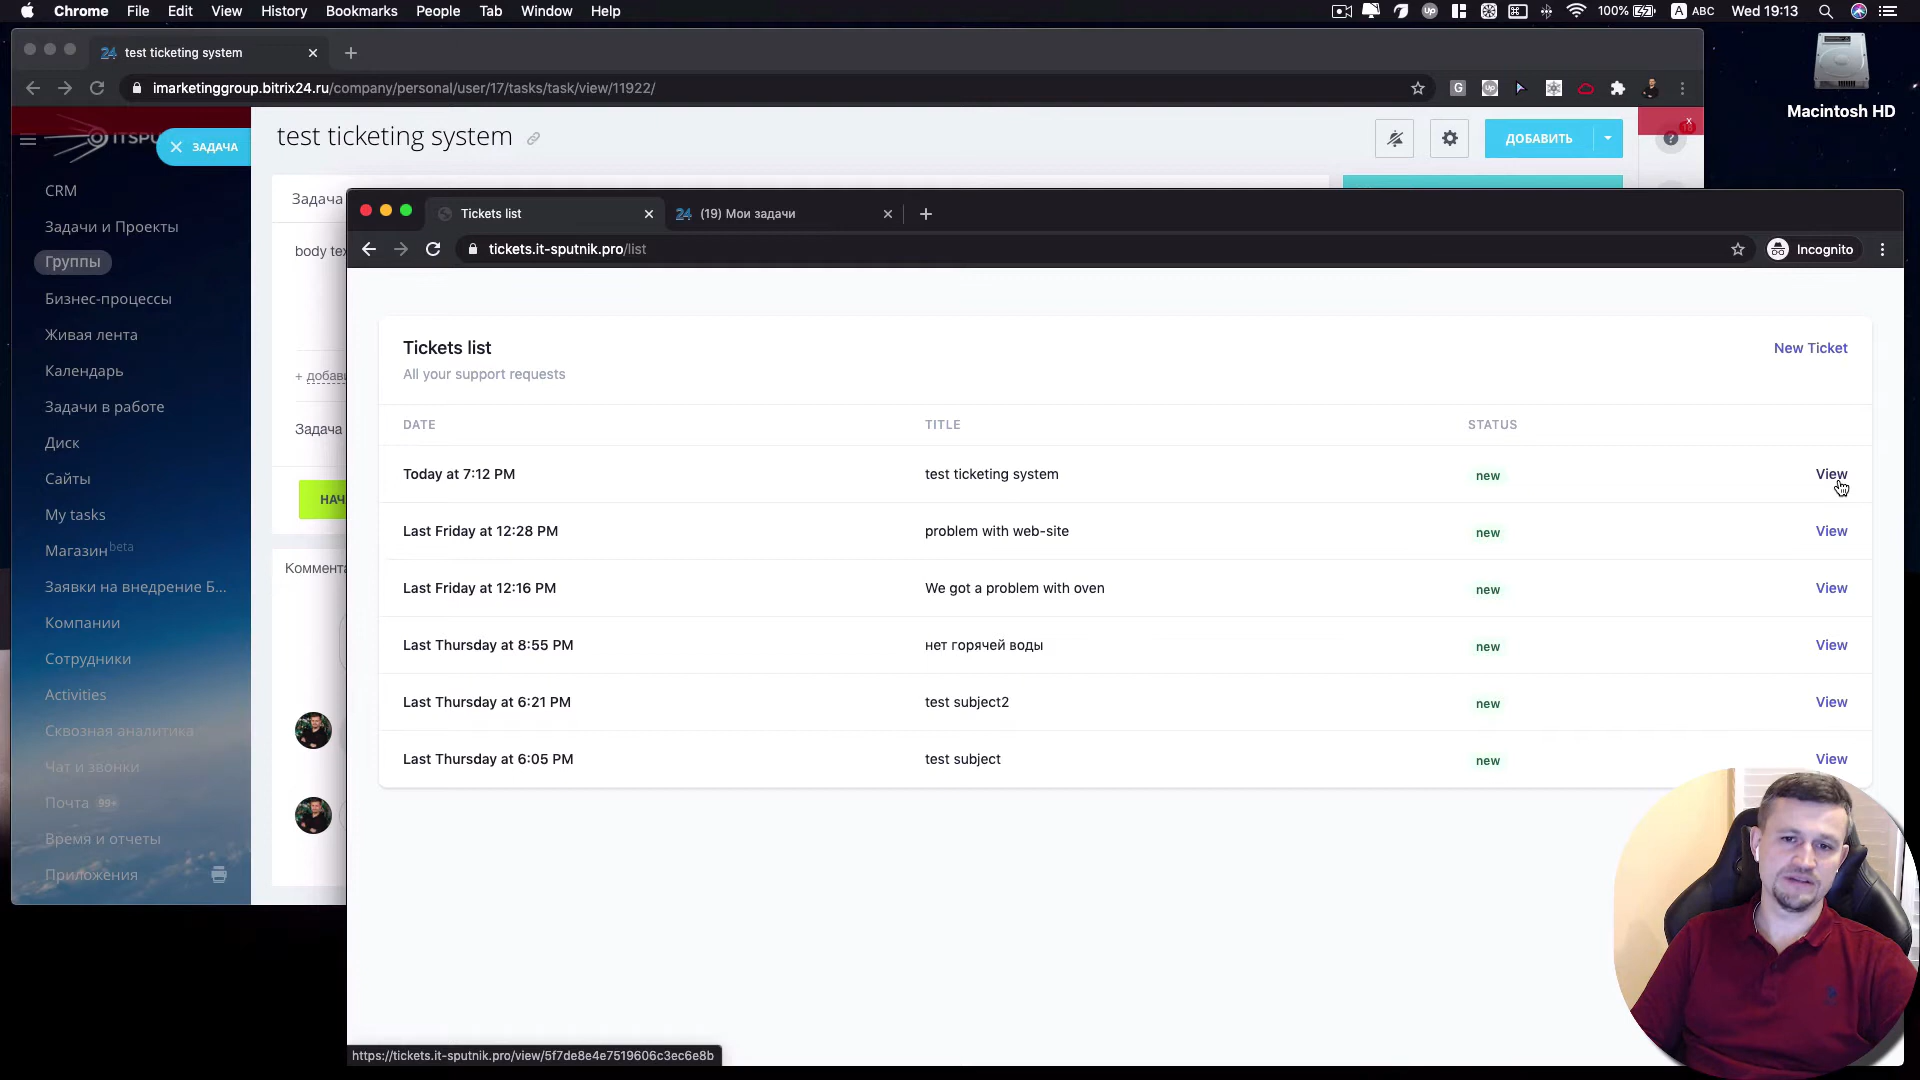 Chrome File Edit View History Bookmarks People Tab Window Help
100% ABC Wed 19:13
Macintosh HD
24 test ticketing system
imarketinggroup.bitrix24.ru/company/personal/user/17/tasks/task/view/11922/
ЗАДАЧА
test ticketing system
ДОБАВИТЬ
CRM
Задачи и Проекты
Группы
Бизнес-процессы
Живая лента
Календарь
Задачи в работе
Диск
Сайты
My tasks
Магазин beta
Заявки на внедрение Б...
Компании
Сотрудники
Activities
Сквозная аналитика
Чат и звонки
Почта 99+
Время и отчеты
Приложения
Задача
body
+
Задача
Tickets list
24 (19) Мои задачи
tickets.it-sputnik.pro/list
Incognito
Tickets list
New Ticket
All your support requests
DATE TITLE STATUS
Today at 7:12 PM test ticketing system new View
Last Friday at 12:28 PM problem with web-site new View
Last Friday at 12:16 PM We got a problem with oven new View
Last Thursday at 8:55 PM нет горячей воды new View
Last Thursday at 6:21 PM test subject2 new View
Last Thursday at 6:05 PM test subject new View
https://tickets.it-sputnik.pro/view/5f7de8e4e7519606c3ec6e8b